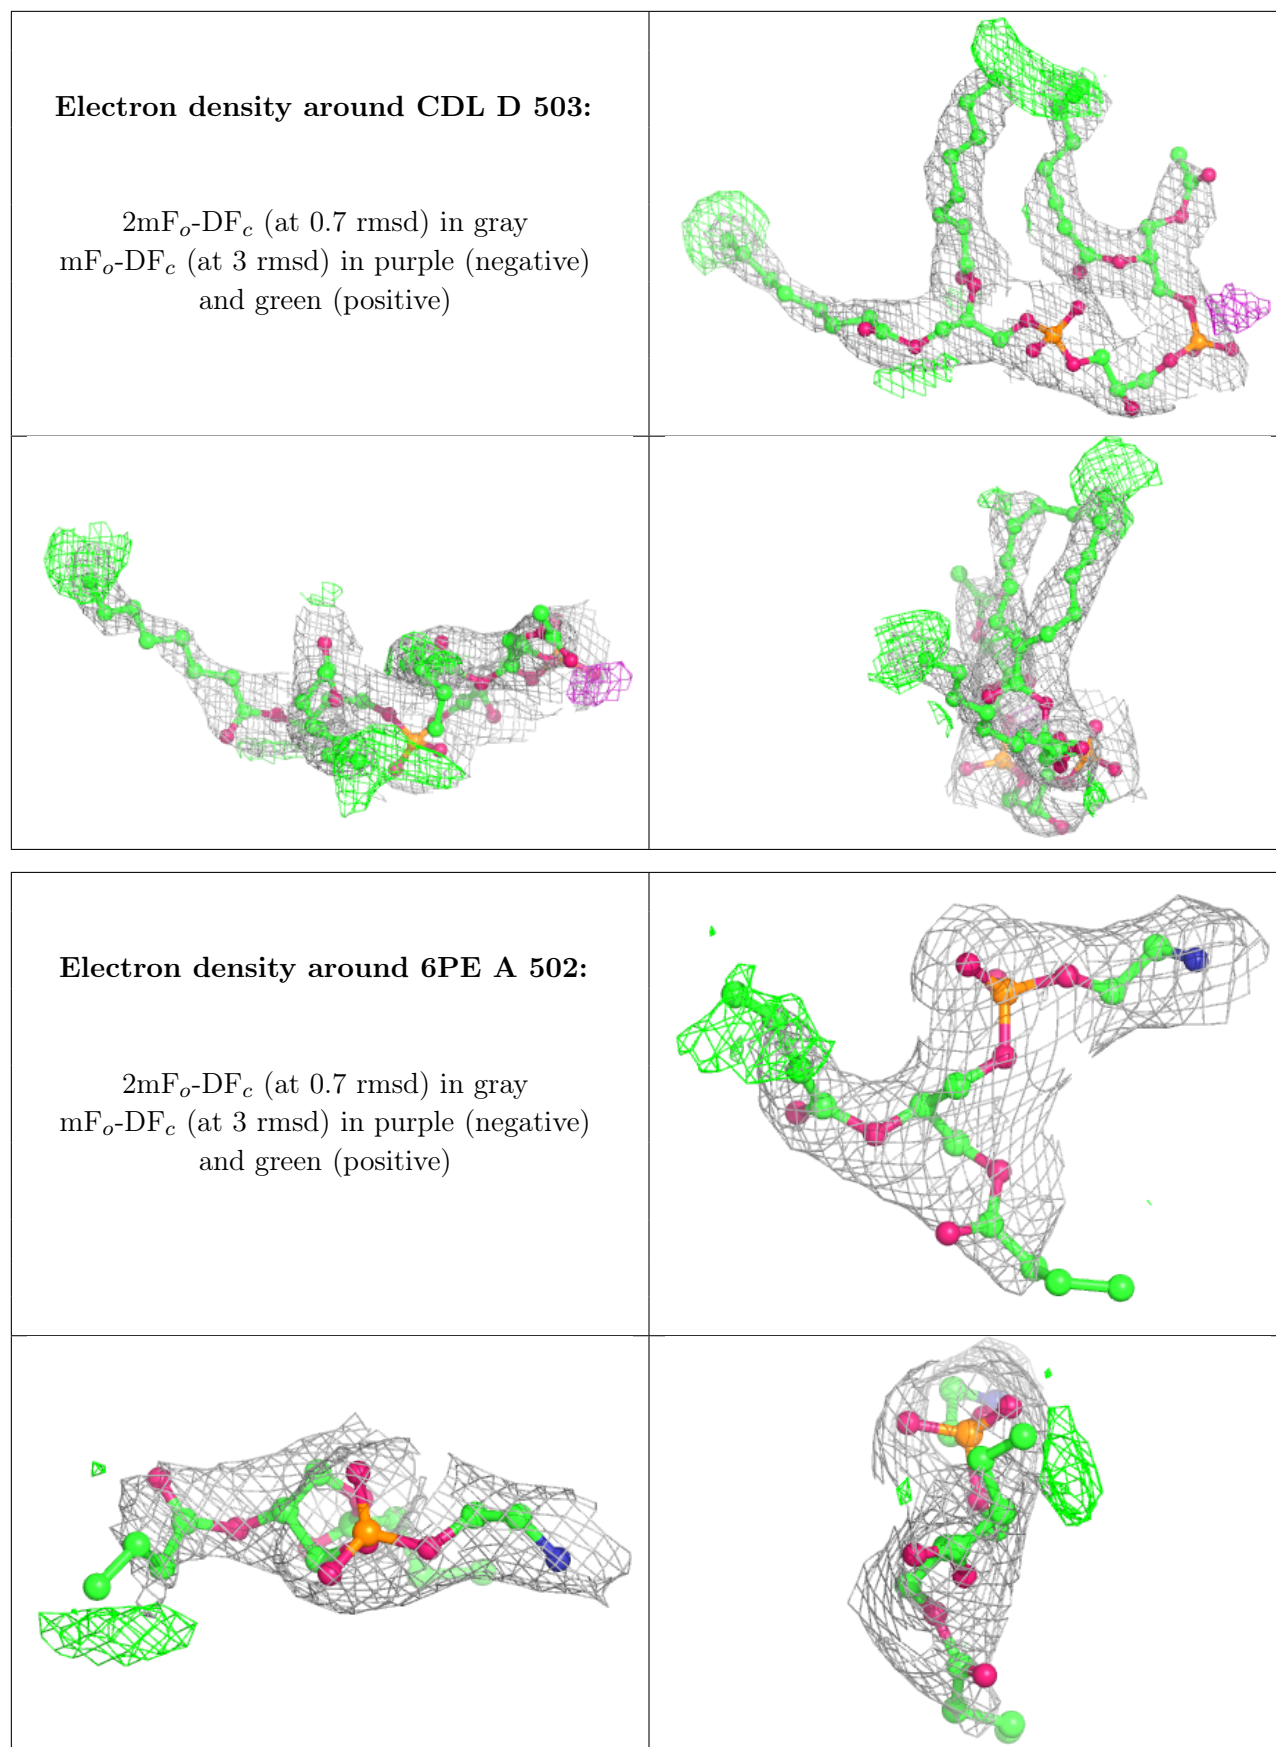 Electron density around CDL D 503:
2mFₒ-DF𝒸 (at 0.7 rmsd) in gray
mFₒ-DF𝒸 (at 3 rmsd) in purple (negative)
and green (positive)
Electron density around 6PE A 502:
2mFₒ-DF𝒸 (at 0.7 rmsd) in gray
mFₒ-DF𝒸 (at 3 rmsd) in purple (negative)
and green (positive)